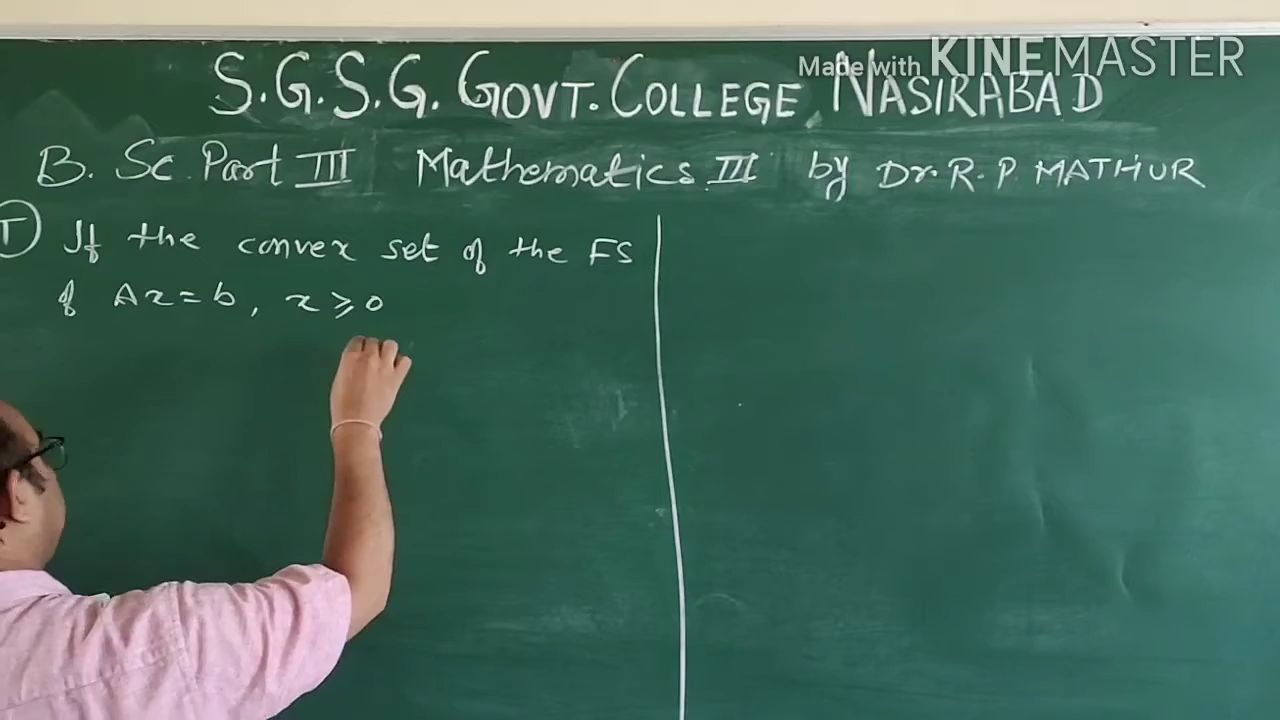 Made with KINEMASTER
S.G.S.G. GOVT. COLLEGE, NASIRABAD
B. Sc. Part III Mathematics III by Dr. R. P. MATHUR
T If the convex set of the FS
of Ax = b, x ≥ 0